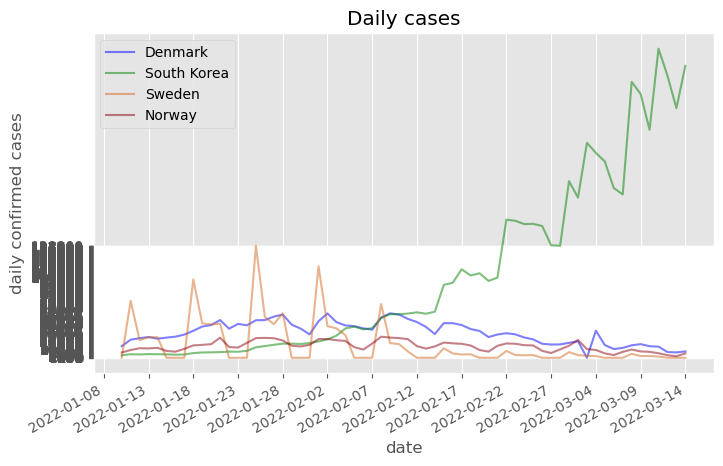 Daily cases
Denmark
South Korea
Sweden
Norway
daily confirmed cases
2022-01-08
2022-01-13
2022-01-18
2022-01-23
2022-01-28
2022-02-02
2022-02-07
2022-02-12
2022-02-17
2022-02-22
2022-02-27
2022-03-04
2022-03-09
2022-03-14
date